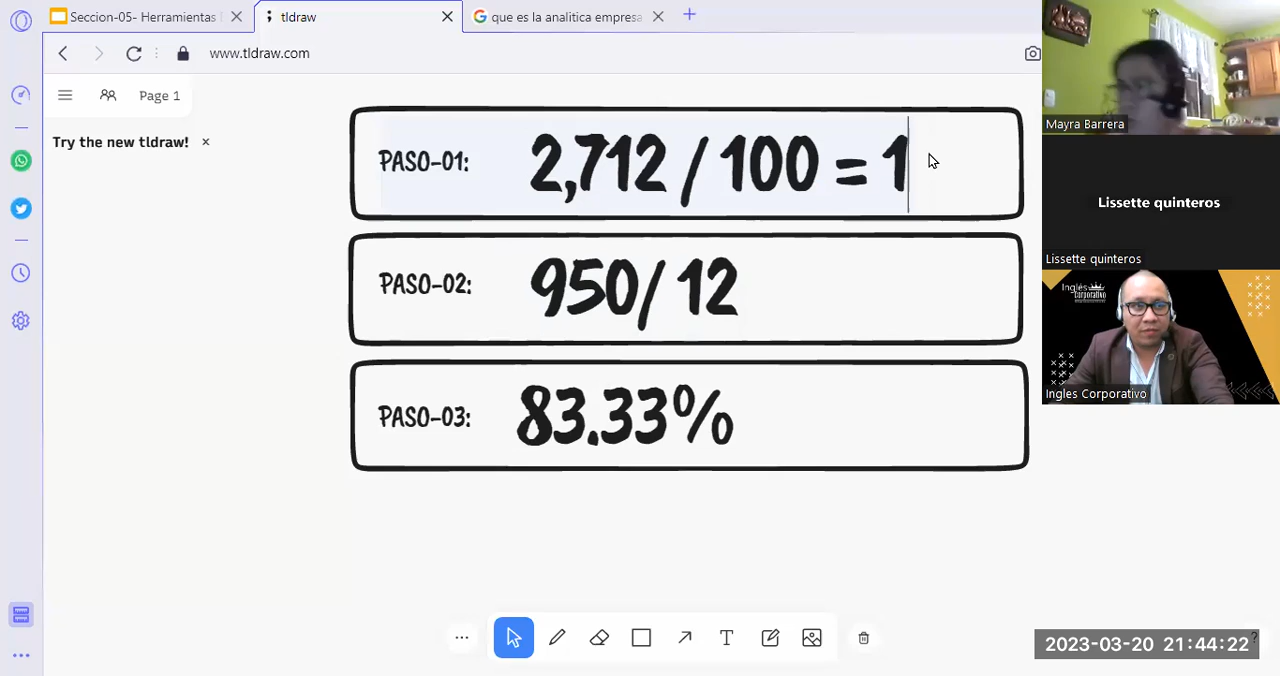 Seccion-05- Herramientas
tldraw
que es la analitica empresa
www.tldraw.com
Page 1
Try the new tldraw!
PASO-01: 2,712 / 100 = 1
PASO-02: 950/ 12
PASO-03: 83.33%
Mayra Barrera
Lissette quinteros
Lissette quinteros
Inglés
Corporativo
Ingles Corporativo
2023-03-20 21:44:22